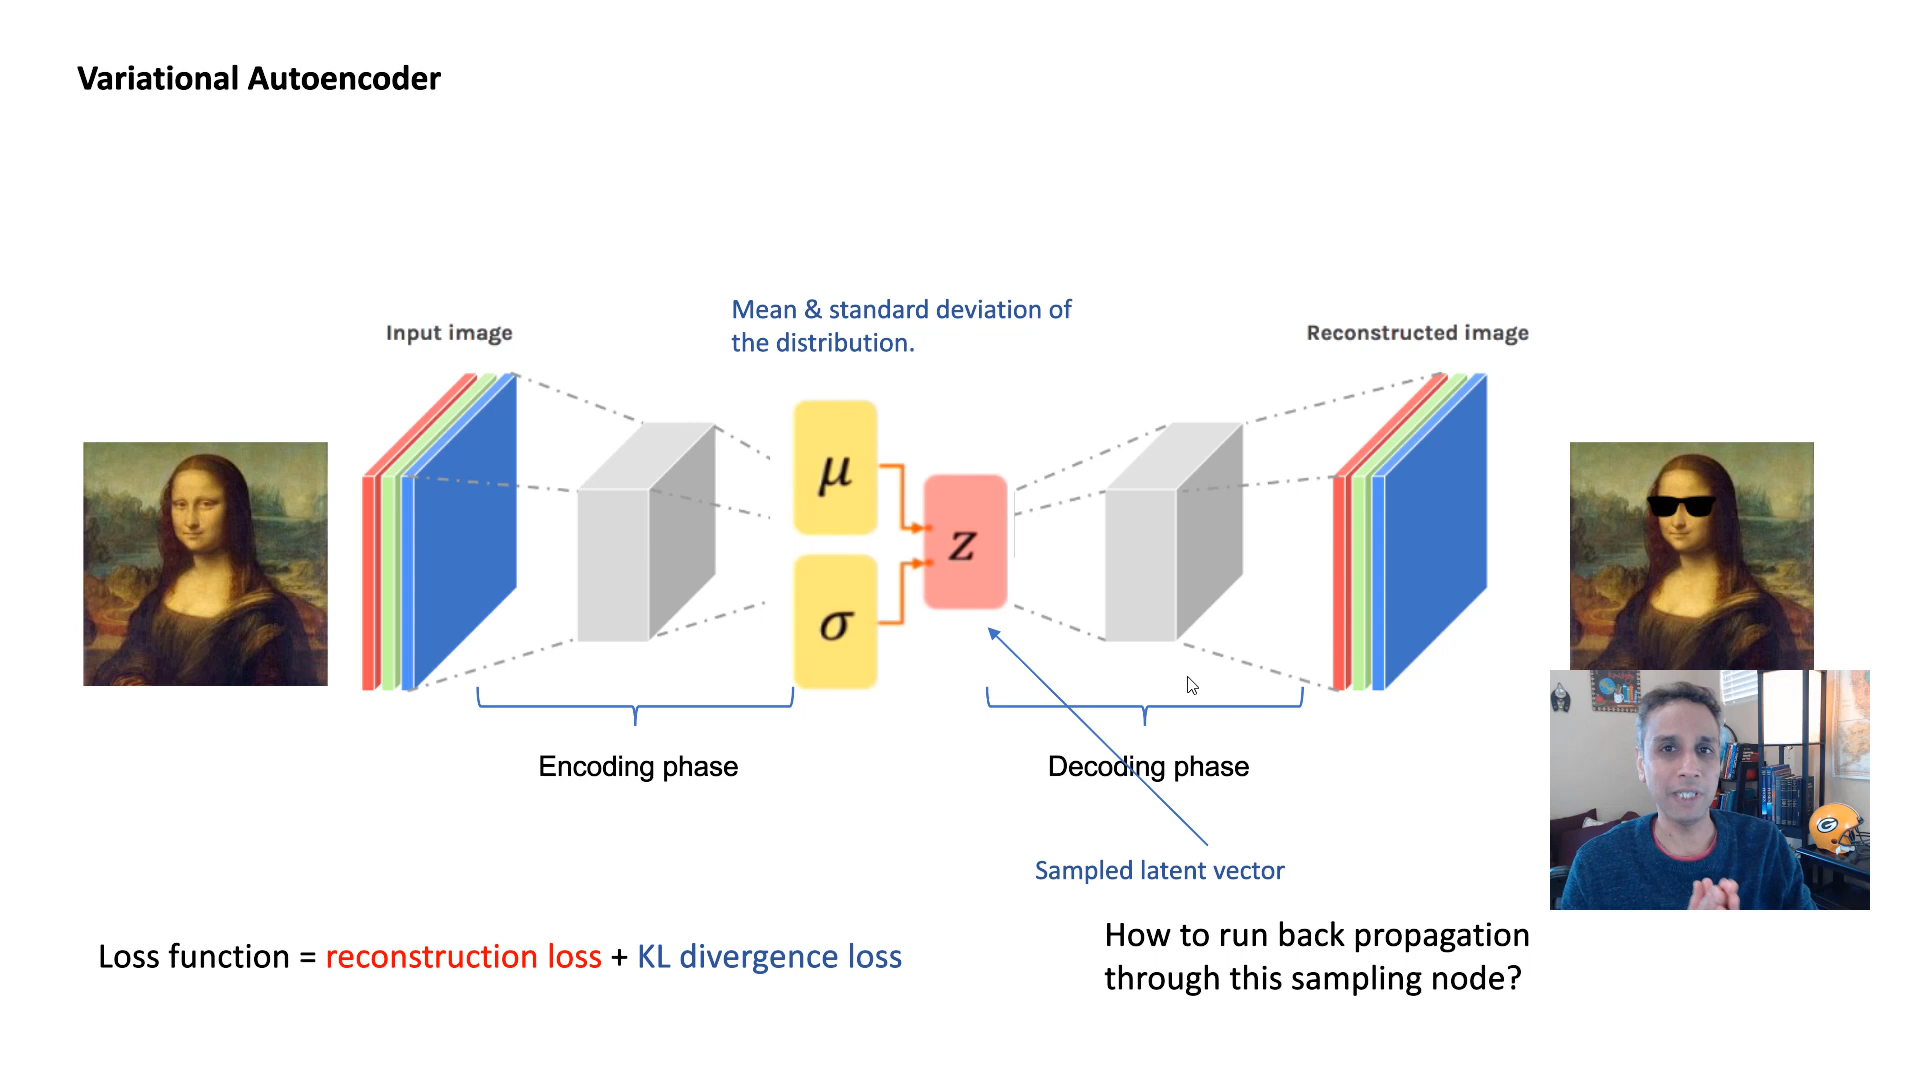 Variational Autoencoder
Mean & standard deviation of
the distribution.
Input image
Reconstructed image
μ
σ
z
Encoding phase
Decoding phase
Sampled latent vector
Loss function = reconstruction loss + KL divergence loss
How to run back propagation
through this sampling node?
G